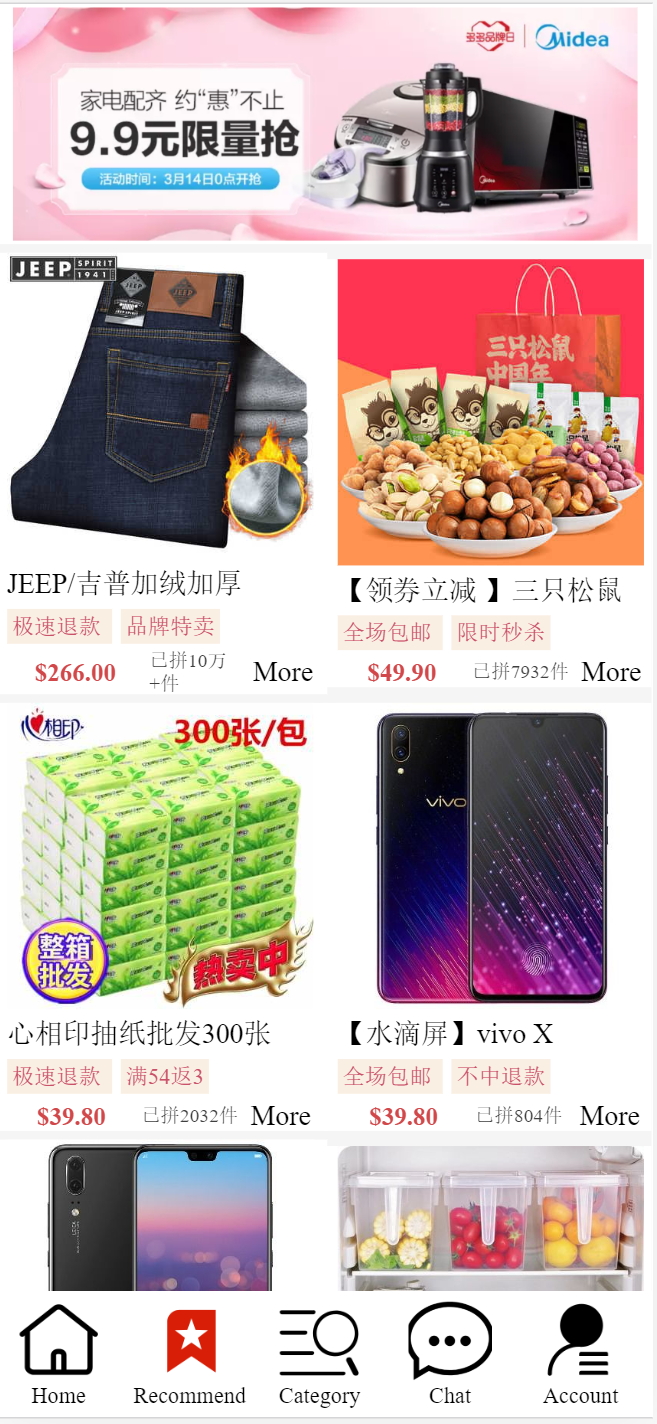 多多品牌日 Midea
家电配齐 约“惠”不止
9.9元限量抢
活动时间：3月14日0点开抢
Midea
JEEP SPIRIT 1941
JEEP
三只松鼠
中国年
JEEP/吉普加绒加厚
极速退款 品牌特卖
$266.00 已拼10万
+件 More
【领券立减 】三只松鼠
全场包邮 限时秒杀
$49.90 已拼7932件 More
心相印 300张/包
整箱
批发
热卖中
vivo
心相印抽纸批发300张
极速退款 满54返3
$39.80 已拼2032件 More
【水滴屏】vivo X
全场包邮 不中退款
$39.80 已拼804件 More
Home Recommend Category Chat Account